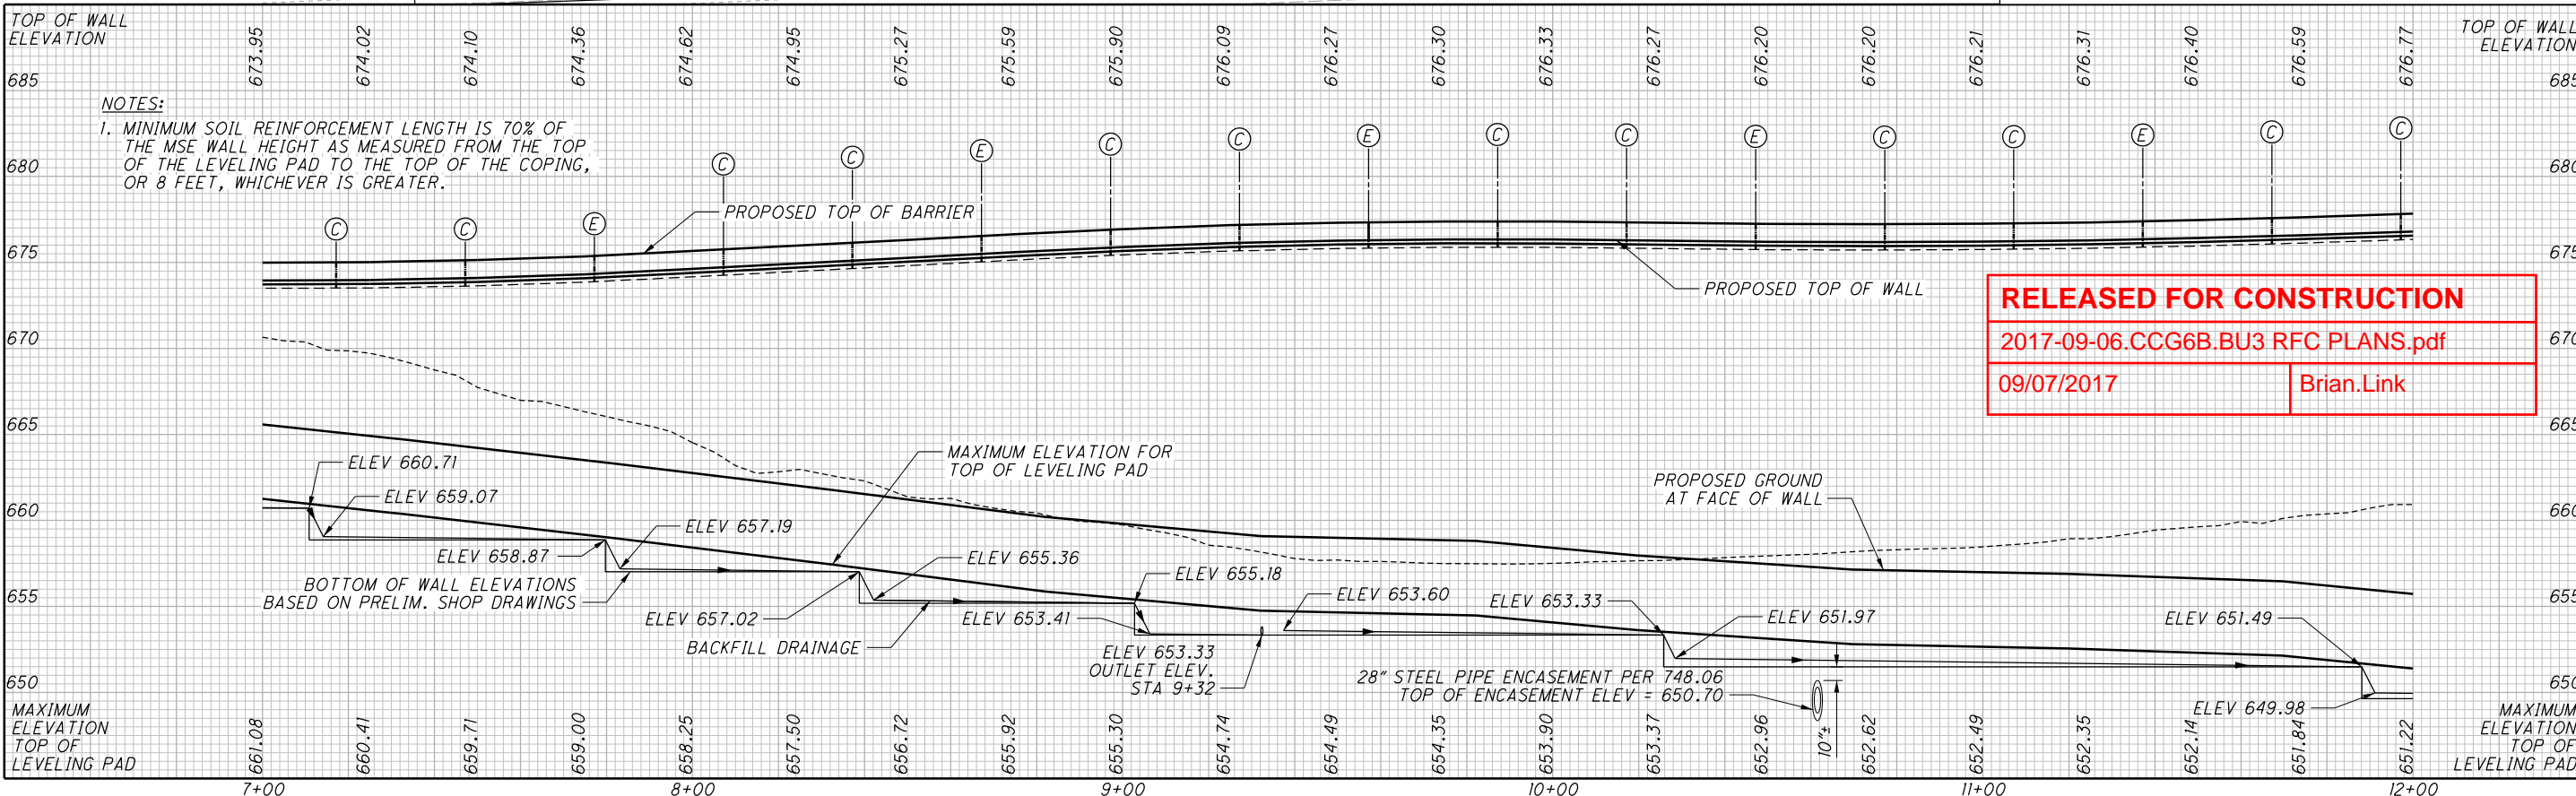 TOP OF WALL
ELEVATION
673.95
674.02
674.10
674.36
674.62
674.95
675.27
675.59
675.90
676.09
676.27
676.30
676.33
676.27
676.20
676.20
676.21
676.31
676.40
676.59
676.77
TOP OF WALL
ELEVATION
685
685
NOTES:
1. MINIMUM SOIL REINFORCEMENT LENGTH IS 70% OF
THE MSE WALL HEIGHT AS MEASURED FROM THE TOP
OF THE LEVELING PAD TO THE TOP OF THE COPING,
OR 8 FEET, WHICHEVER IS GREATER.
680
680
C
C
E
C
C
E
C
C
E
C
C
E
C
C
E
C
C
PROPOSED TOP OF BARRIER
675
675
PROPOSED TOP OF WALL
RELEASED FOR CONSTRUCTION
2017-09-06.CCG6B.BU3 RFC PLANS.pdf
09/07/2017
Brian.Link
670
670
665
665
ELEV 660.71
ELEV 659.07
MAXIMUM ELEVATION FOR
TOP OF LEVELING PAD
PROPOSED GROUND
AT FACE OF WALL
660
660
ELEV 657.19
ELEV 658.87
ELEV 655.36
ELEV 655.18
BOTTOM OF WALL ELEVATIONS
BASED ON PRELIM. SHOP DRAWINGS
655
655
ELEV 657.02
BACKFILL DRAINAGE
ELEV 653.41
ELEV 653.60
ELEV 653.33
ELEV 651.97
ELEV 651.49
ELEV 653.33
OUTLET ELEV.
STA 9+32
28" STEEL PIPE ENCASEMENT PER 748.06
TOP OF ENCASEMENT ELEV = 650.70
10"±
ELEV 649.98
650
650
MAXIMUM
ELEVATION
TOP OF
LEVELING PAD
661.08
660.41
659.71
659.00
658.25
657.50
656.72
655.92
655.30
654.74
654.49
654.35
653.90
653.37
652.96
652.62
652.49
652.35
652.14
651.84
651.22
MAXIMUM
ELEVATION
TOP OF
LEVELING PAD
7+00
8+00
9+00
10+00
11+00
12+00